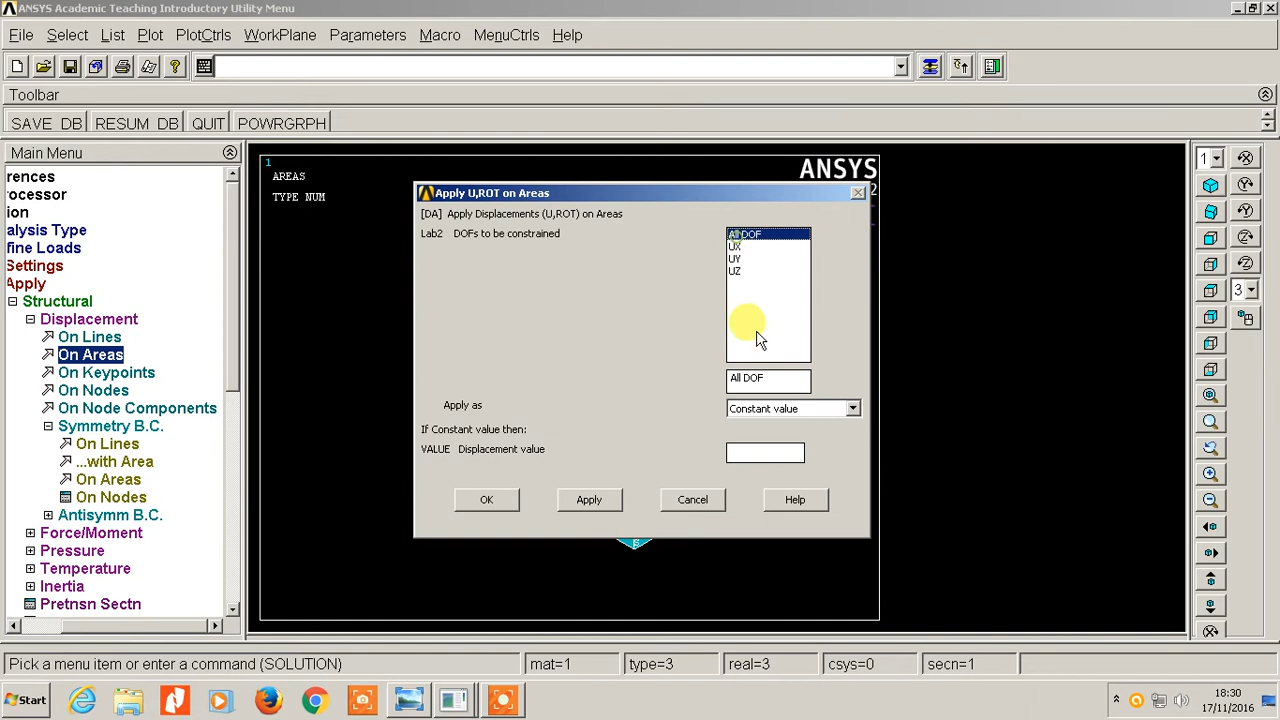 ANSYS Academic Teaching Introductory Utility Menu
File Select List Plot PlotCtrls WorkPlane Parameters Macro MenuCtrls Help
Toolbar
SAVE_DB RESUM_DB QUIT POWRGRPH
Main Menu
rences
rocessor
ion
alysis Type
fine Loads
Settings
Apply
Structural
Displacement
On Lines
On Areas
On Keypoints
On Nodes
On Node Components
Symmetry B.C.
On Lines
...with Area
On Areas
On Nodes
Antisymm B.C.
Force/Moment
Pressure
Temperature
Inertia
Pretnsn Sectn
1
AREAS
TYPE NUM
ANSYS
2
Apply U,ROT on Areas
[DA] Apply Displacements (U,ROT) on Areas
Lab2 DOFs to be constrained
All DOF
UX
UY
UZ
All DOF
Apply as
Constant value
If Constant value then:
VALUE Displacement value
OK Apply Cancel Help
1
3
Pick a menu item or enter a command (SOLUTION)
mat=1 type=3 real=3 csys=0 secn=1
Start
18:30
17/11/2016